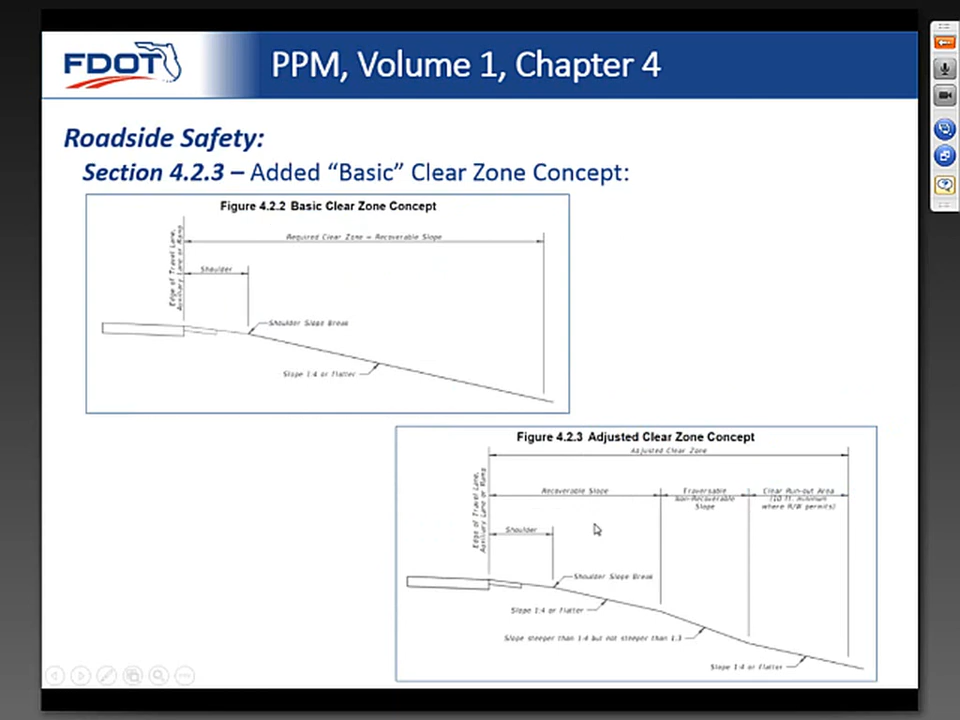 FDOT
PPM, Volume 1, Chapter 4
Roadside Safety:
Section 4.2.3 – Added “Basic” Clear Zone Concept:
Figure 4.2.2 Basic Clear Zone Concept
Edge of Travel Lane,
Auxiliary Lane or Ramp
Required Clear Zone = Recoverable Slope
Shoulder
Shoulder Slope Break
Slope 1:4 or flatter
Figure 4.2.3 Adjusted Clear Zone Concept
Adjusted Clear Zone
Edge of Travel Lane,
Auxiliary Lane or Ramp
Recoverable Slope
Traversable
Non-Recoverable
Slope
Clear Run-out Area
(10 ft. minimum
where R/W permits)
Shoulder
Shoulder Slope Break
Slope 1:4 or flatter
Slope steeper than 1:4 but not steeper than 1:3
Slope 1:4 or flatter